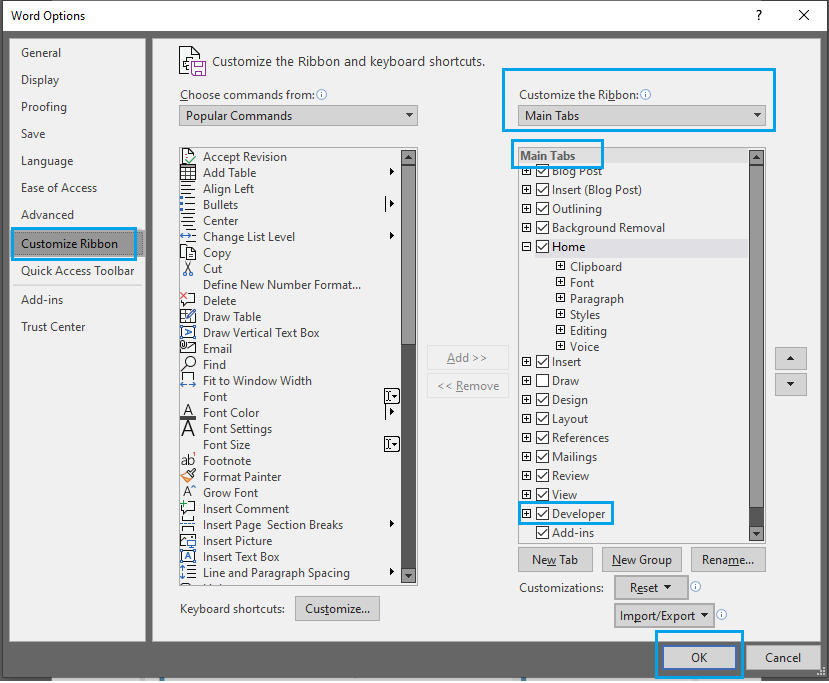 Word Options
?
General
Display
Proofing
Save
Language
Ease of Access
Advanced
Customize Ribbon
Quick Access Toolbar
Add-ins
Trust Center
Customize the Ribbon and keyboard shortcuts.
Choose commands from:
Popular Commands
Accept Revision
Add Table
Align Left
Bullets
Center
Change List Level
Copy
Cut
Define New Number Format...
Delete
Draw Table
Draw Vertical Text Box
Email
Find
Fit to Window Width
Font
Font Color
Font Settings
Font Size
Footnote
Format Painter
Grow Font
Insert Comment
Insert Page Section Breaks
Insert Picture
Insert Text Box
Line and Paragraph Spacing
Keyboard shortcuts: Customize...
Add >>
<< Remove
Customize the Ribbon:
Main Tabs
Main Tabs
Blog Post
Insert (Blog Post)
Outlining
Background Removal
Home
Clipboard
Font
Paragraph
Styles
Editing
Voice
Insert
Draw
Design
Layout
References
Mailings
Review
View
Developer
Add-ins
New Tab New Group Rename...
Customizations: Reset
Import/Export
OK Cancel